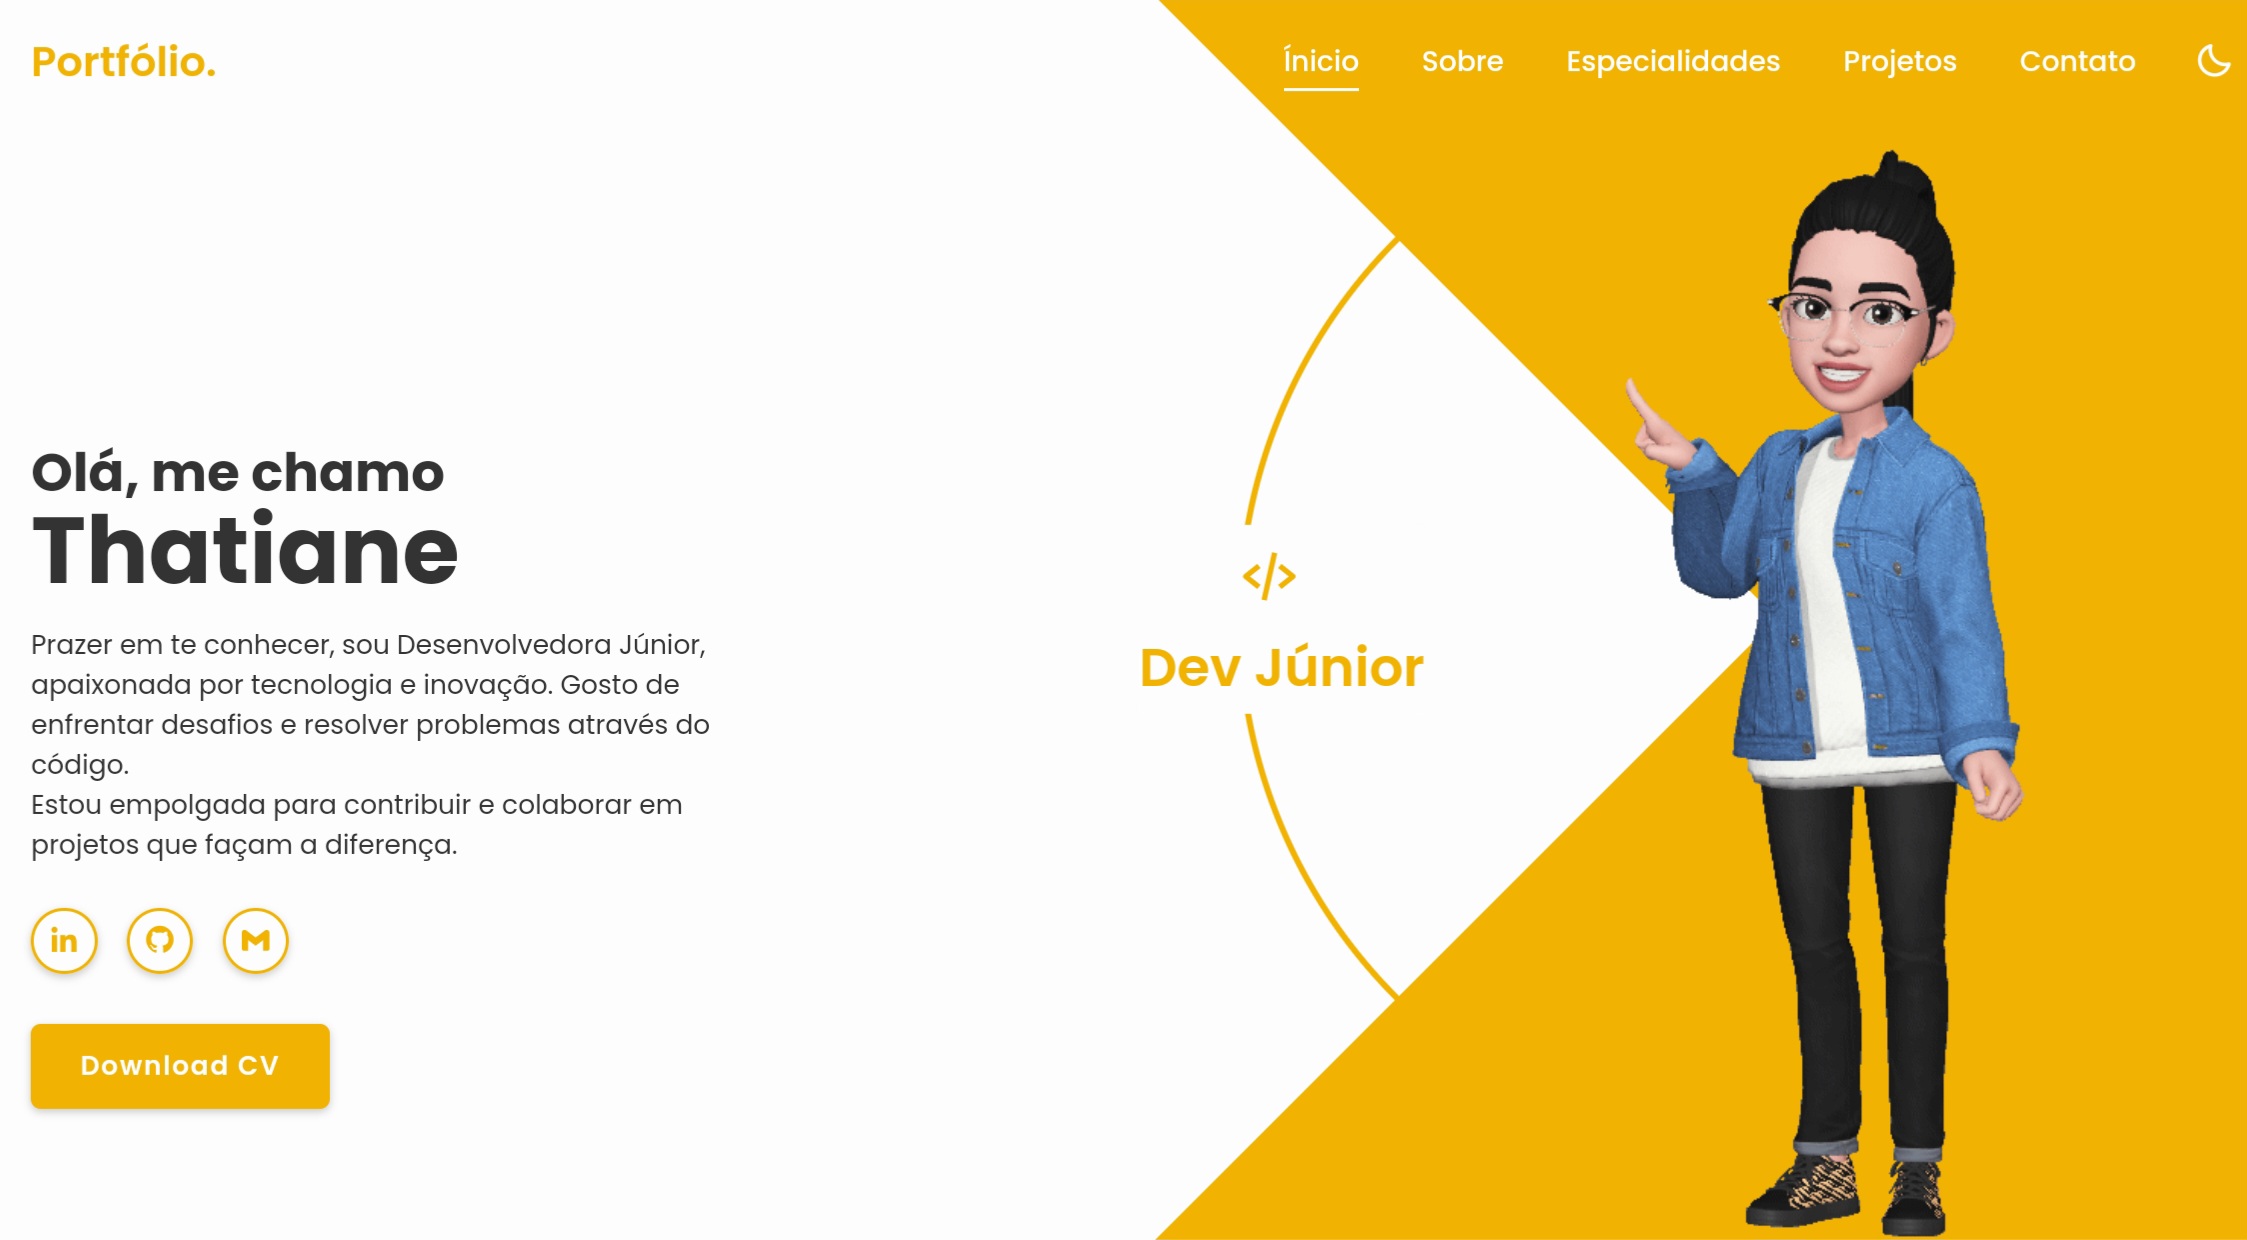 Portfólio.
Ínicio
Sobre
Especialidades
Projetos
Contato
Olá, me chamo
Thatiane
Prazer em te conhecer, sou Desenvolvedora Júnior,
apaixonada por tecnologia e inovação. Gosto de
enfrentar desafios e resolver problemas através do
código.
Estou empolgada para contribuir e colaborar em
projetos que façam a diferença.
in
Download CV
</>
Dev Júnior